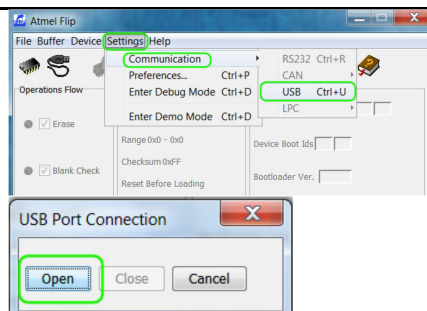 Atmel Flip
File Buffer Device Settings Help
Communication
RS232 Ctrl+R
Preferences... Ctrl+P
CAN
Operations Flow
Enter Debug Mode Ctrl+D
USB Ctrl+U
LPC
Enter Demo Mode Ctrl+D
Erase
Range 0x0 - 0x0
Device Boot Ids
Checksum 0xFF
Blank Check
Bootloader Ver.
Reset Before Loading
USB Port Connection
Open Close Cancel